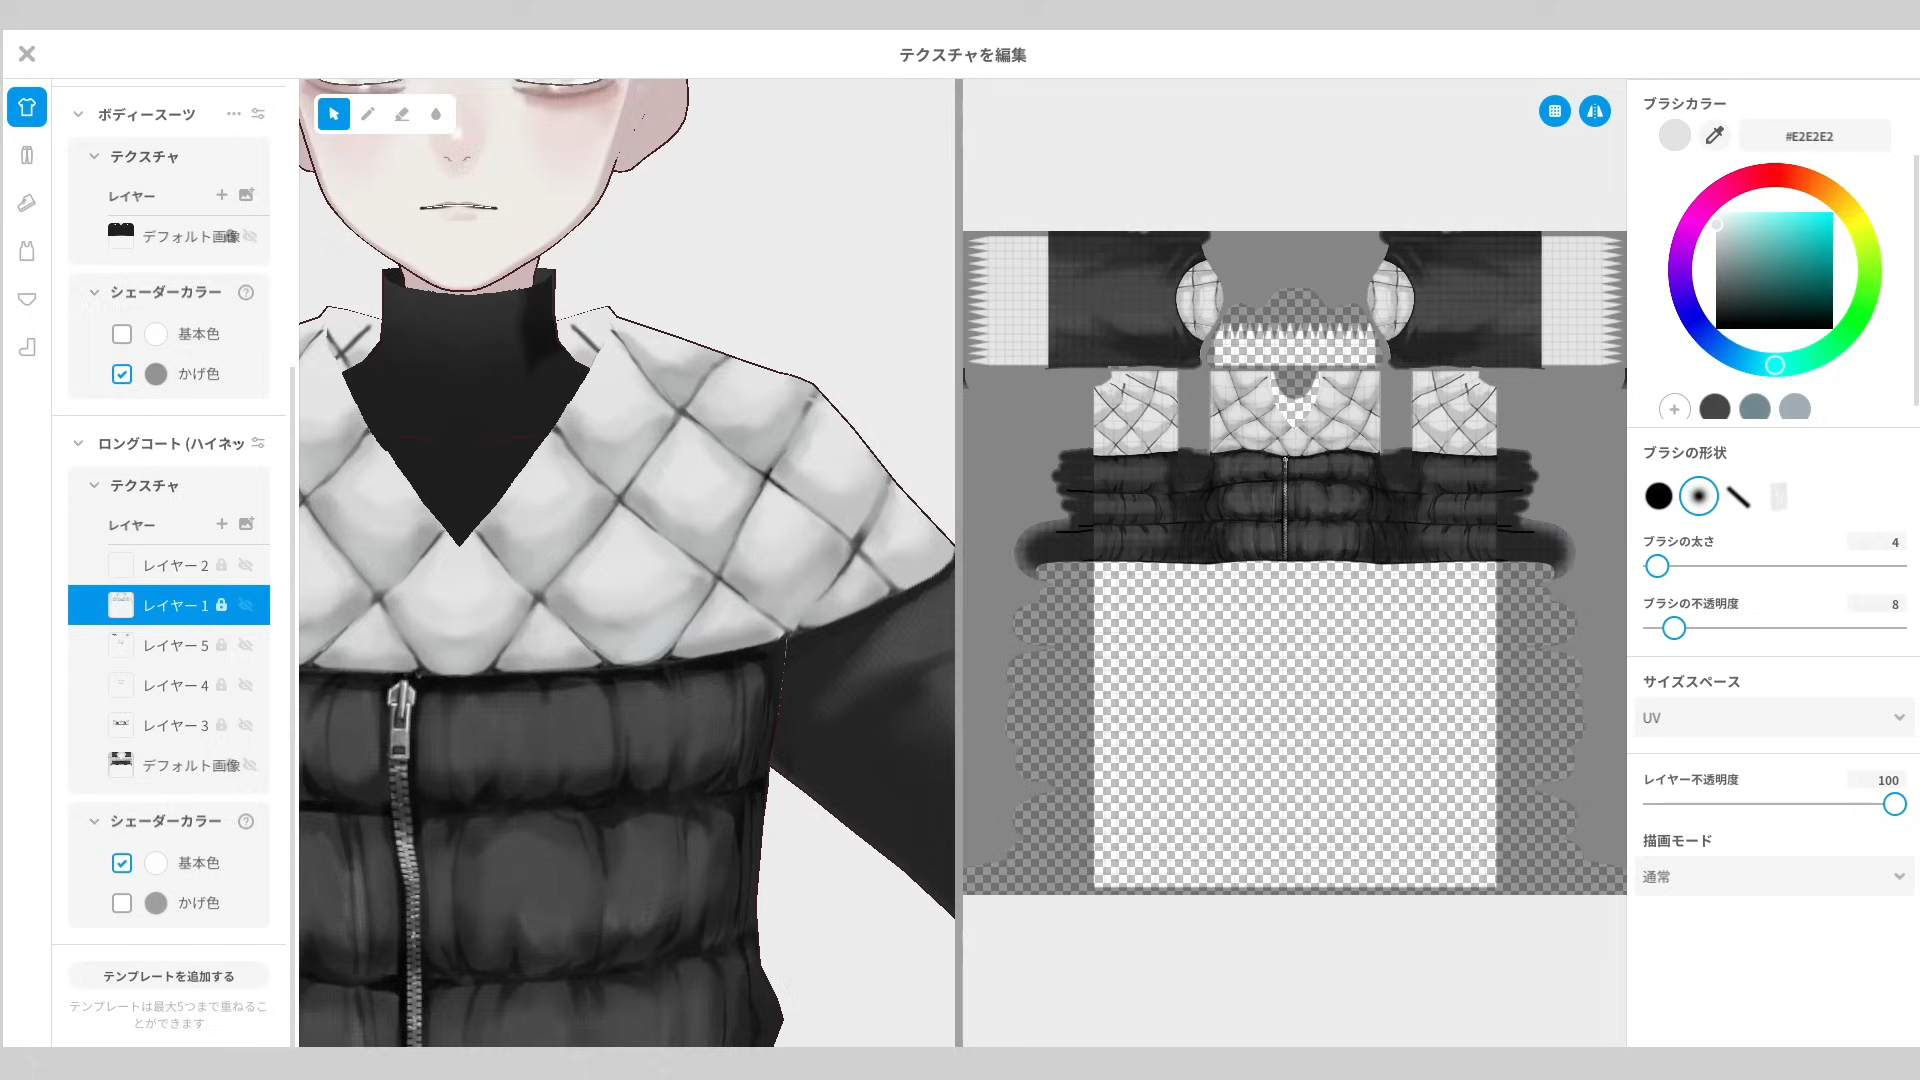 テクスチャを編集
ボディースーツ
テクスチャ
レイヤー
デフォルト画像
シェーダーカラー
基本色
かげ色
ロングコート (ハイネッ
テクスチャ
レイヤー
レイヤー 2
レイヤー 1
レイヤー 5
レイヤー 4
レイヤー 3
デフォルト画像
シェーダーカラー
基本色
かげ色
テンプレートを追加する
テンプレートは最大5つまで重ねるこ
とができます
ブラシカラー
#E2E2E2
ブラシの形状
ブラシの太さ 4
ブラシの不透明度 8
サイズスペース
UV
レイヤー不透明度 100
描画モード
通常